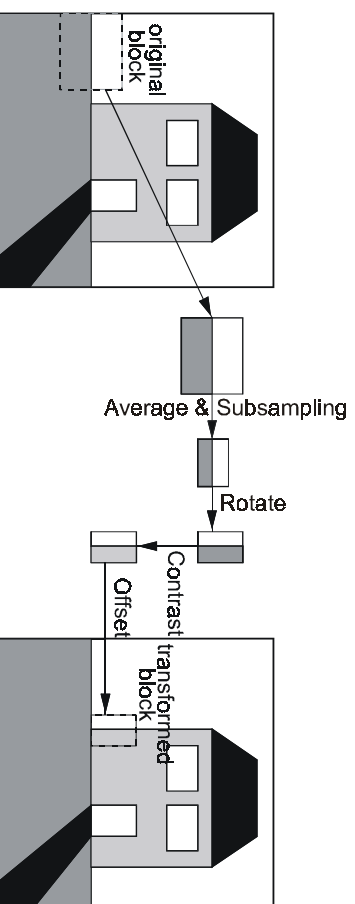 original
block
Average & Subsampling
Rotate
Contrast
Offset
transformed
block